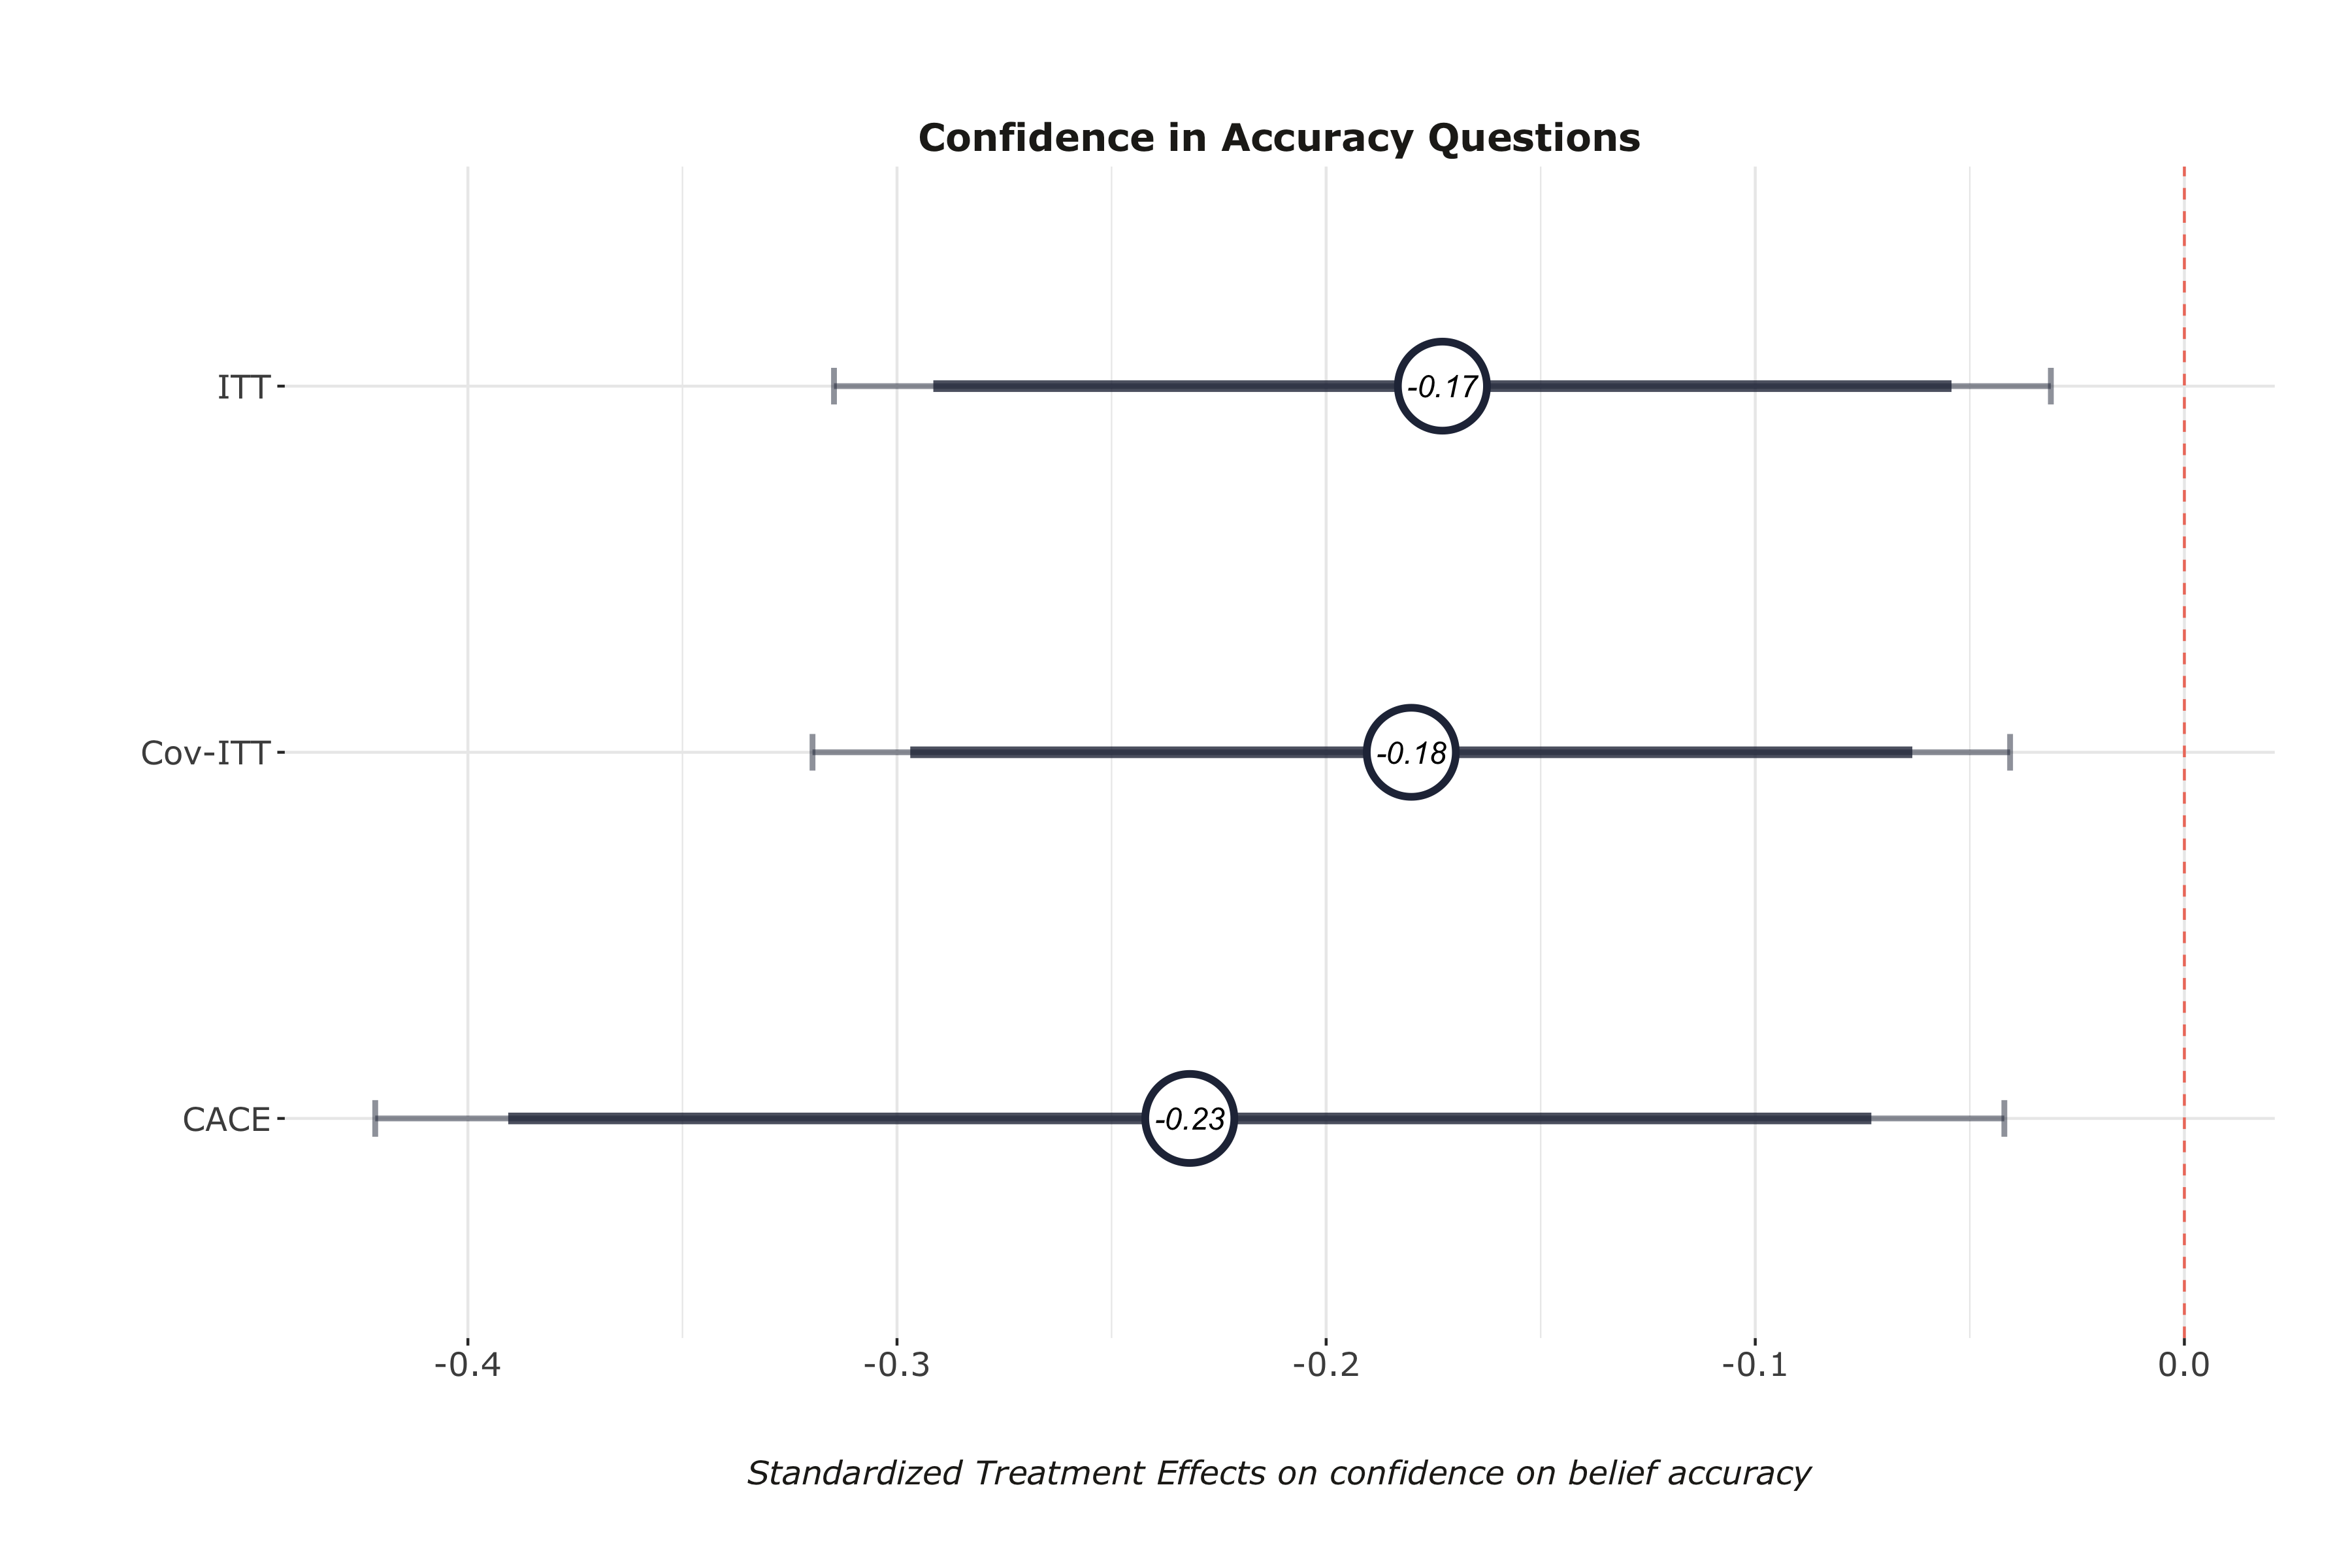 Confidence in Accuracy Questions
ITT
-0.17
Cov-ITT
-0.18
CACE
-0.23
-0.4 -0.3 -0.2 -0.1 0.0
Standardized Treatment Effects on confidence on belief accuracy